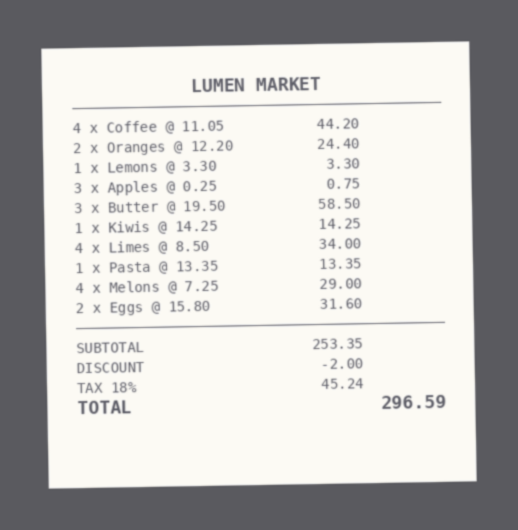 LUMEN MARKET
4 x Coffee @ 11.05 44.20
2 x Oranges @ 12.20 24.40
1 x Lemons @ 3.30 3.30
3 x Apples @ 0.25 0.75
3 x Butter @ 19.50 58.50
1 x Kiwis @ 14.25 14.25
4 x Limes @ 8.50 34.00
1 x Pasta @ 13.35 13.35
4 x Melons @ 7.25 29.00
2 x Eggs @ 15.80 31.60
SUBTOTAL 253.35
DISCOUNT -2.00
TAX 18% 45.24
TOTAL 296.59